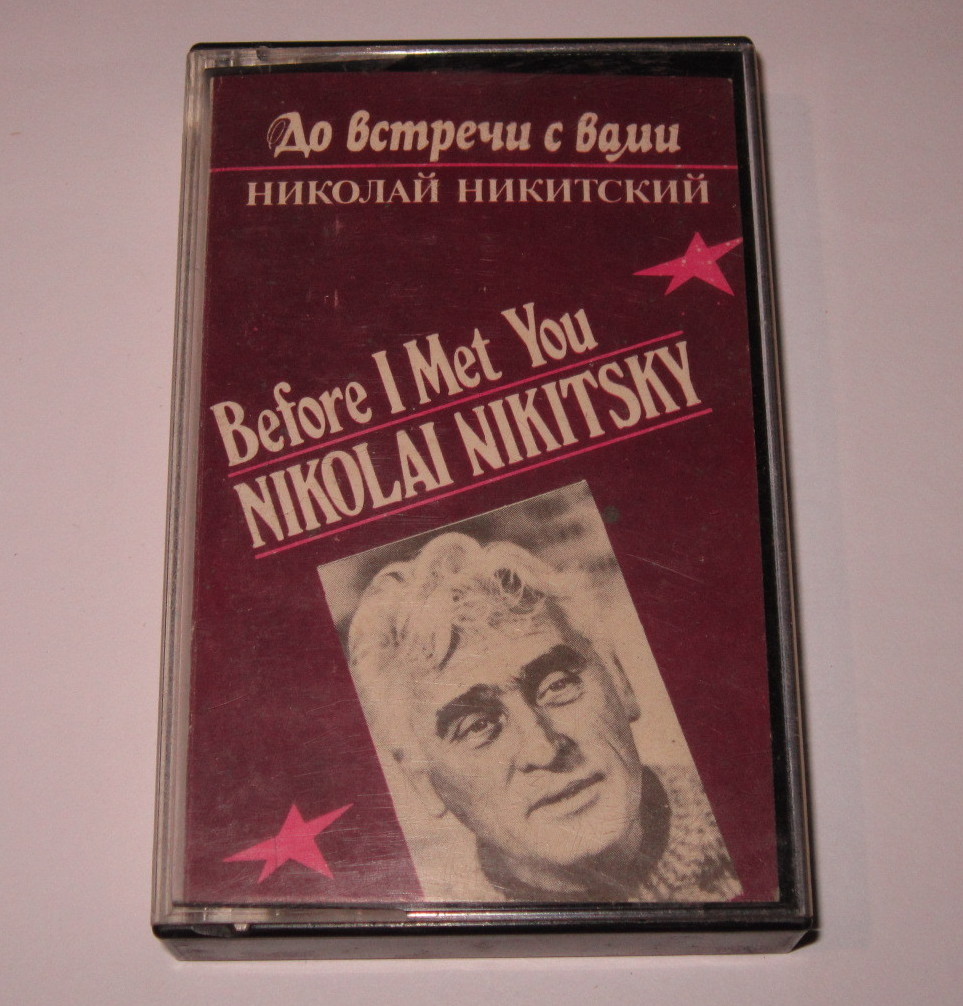 До встречи с вами
НИКОЛАЙ НИКИТСКИЙ
Before I Met You
NIKOLAI NIKITSKY